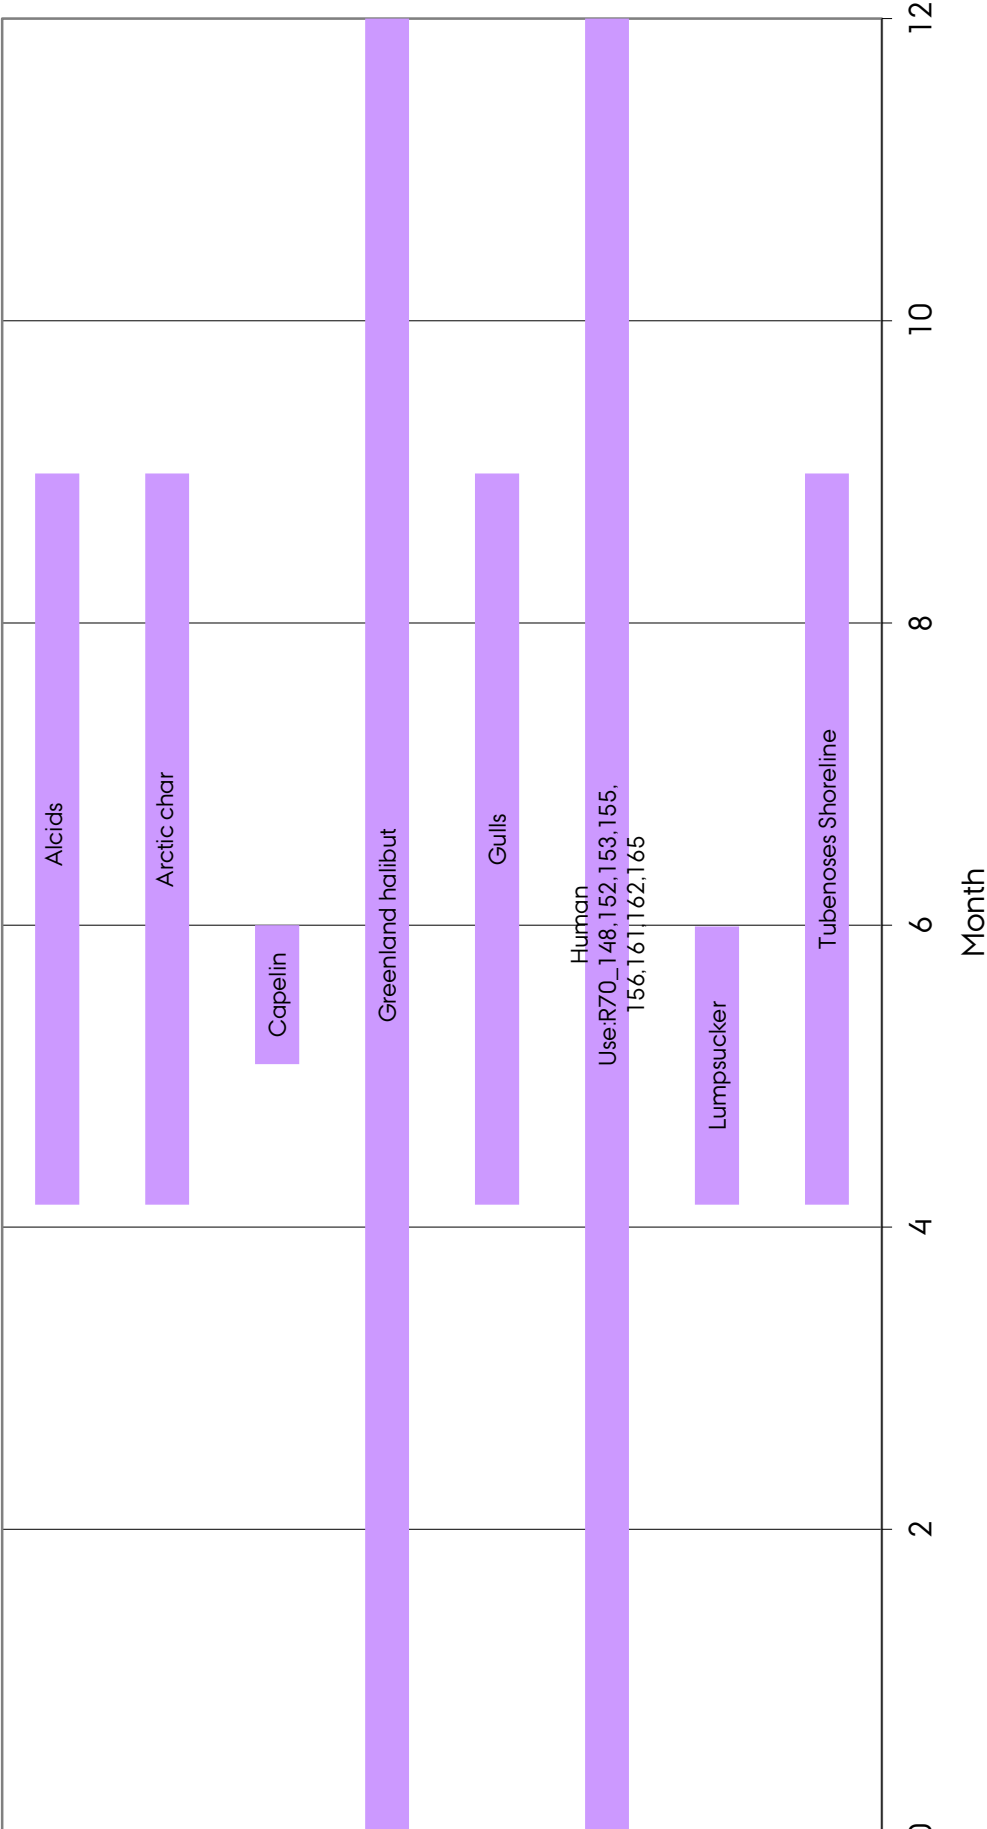 Alcids
Arctic char
Capelin
Greenland halibut
Gulls
Human
Use:R70_148,152,153,155,
156,161,162,165
Lumpsucker
Tubenoses Shoreline
0
2
4
6
8
10
12
Month